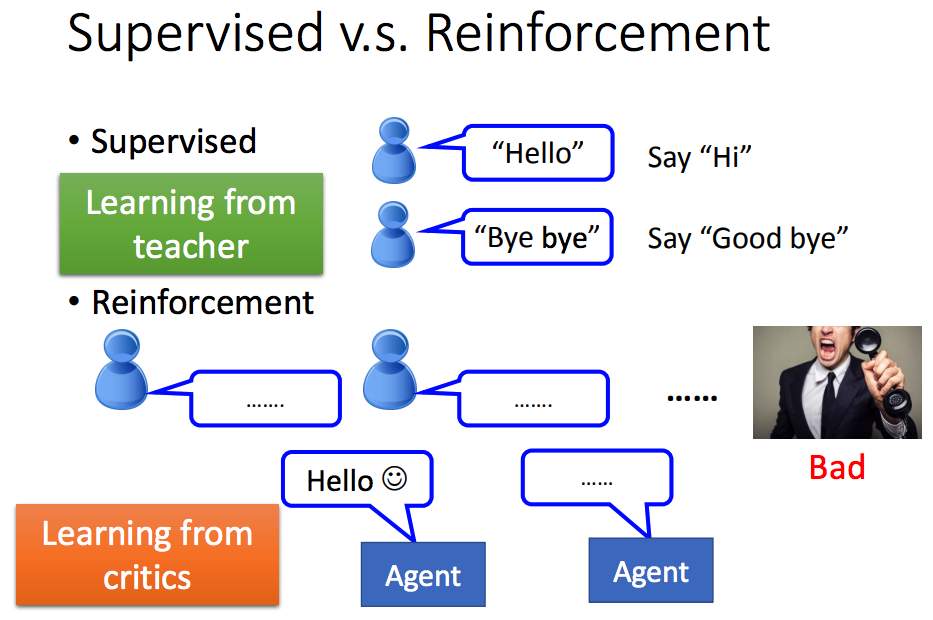 Supervised v.s. Reinforcement
• Supervised
"Hello"
Say "Hi"
Learning from
teacher
"Bye bye"
Say "Good bye"
• Reinforcement
…….
…….
……
Bad
Hello ☺
……
Learning from
critics
Agent
Agent